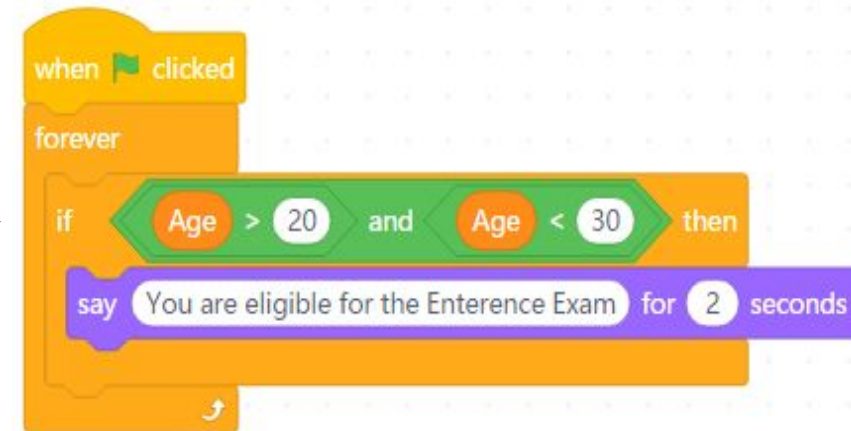 when clicked
forever
if Age > 20 and Age < 30 then
say You are eligible for the Enterence Exam for 2 seconds